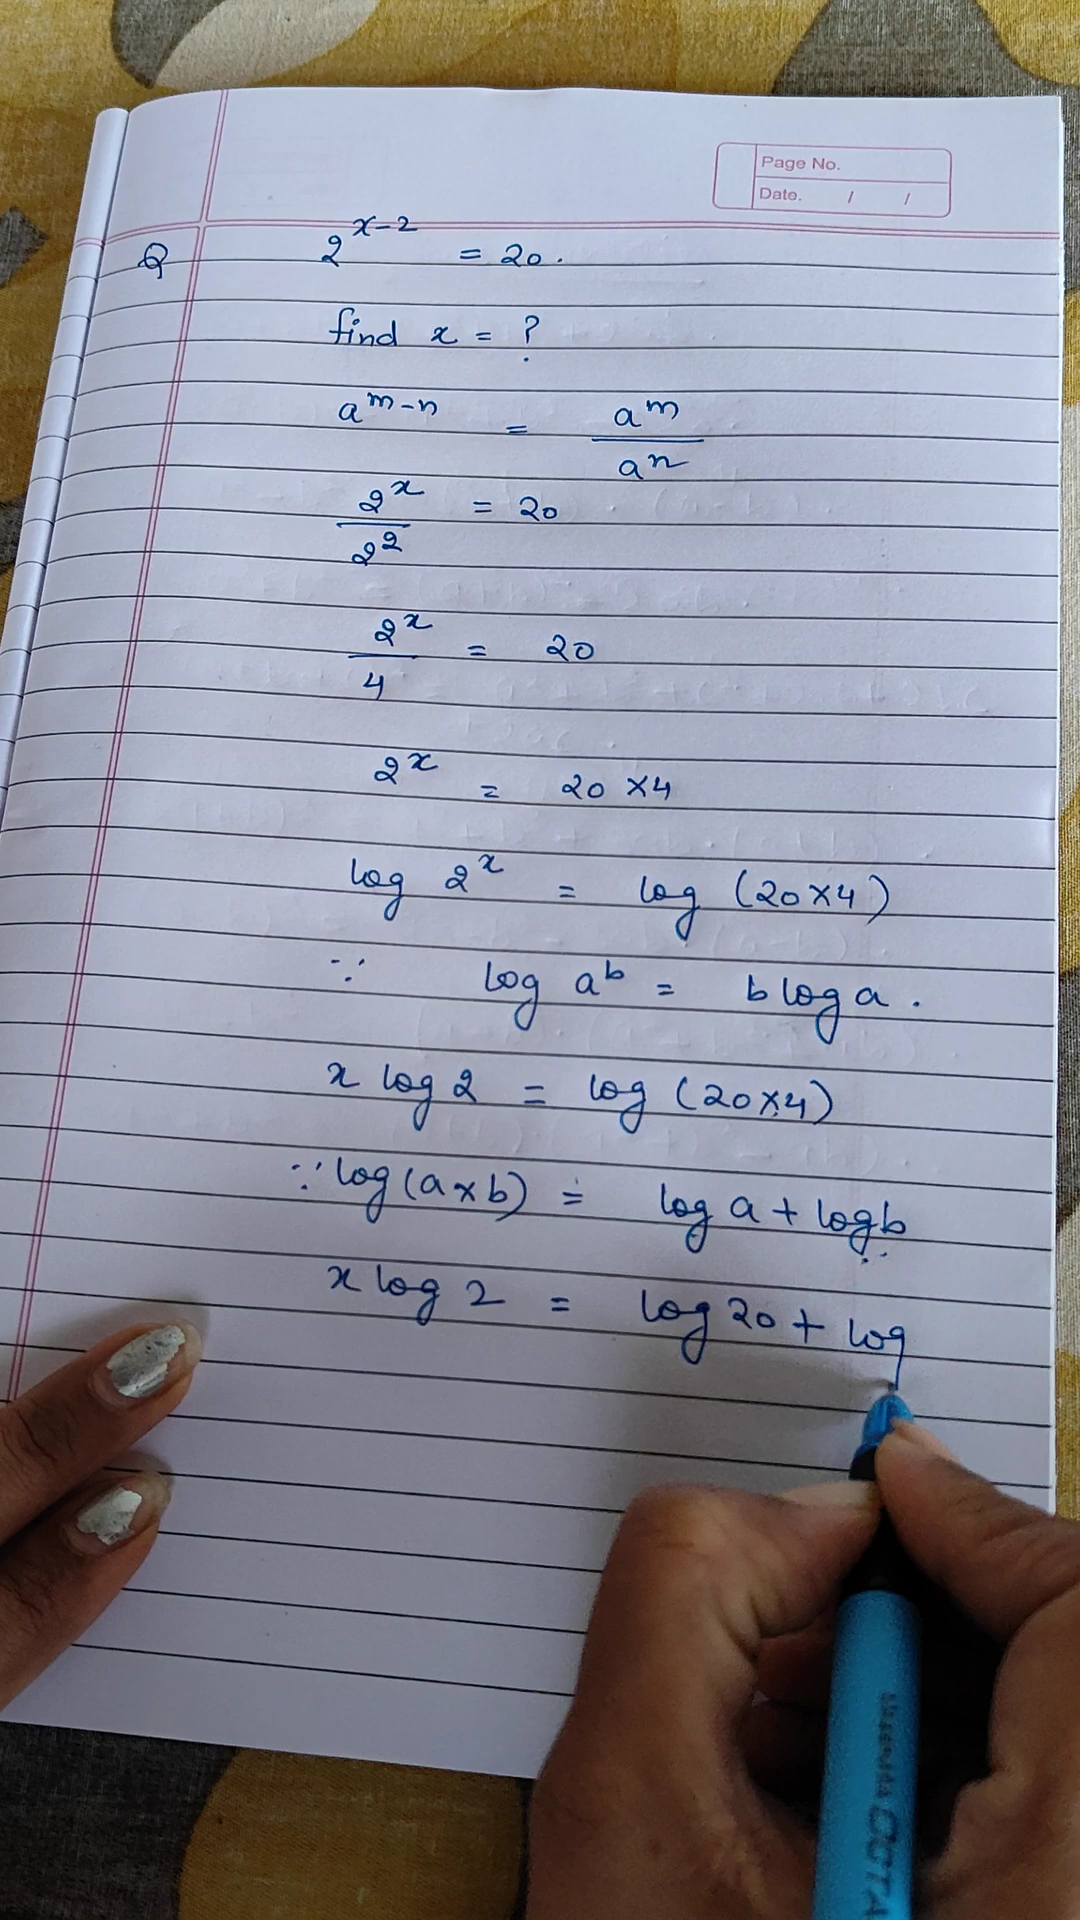 Page No.
Date. / /
Q 2^{x-2} = 20.
find x = ?
a^{m-n} = a^m / a^n
2^x / 2^2 = 20
2^x / 4 = 20
2^x = 20 × 4
log 2^x = log (20×4)
∵ log a^b = b log a.
x log 2 = log (20×4)
∵ log (a×b) = log a + log b
x log 2 = log 20 + log